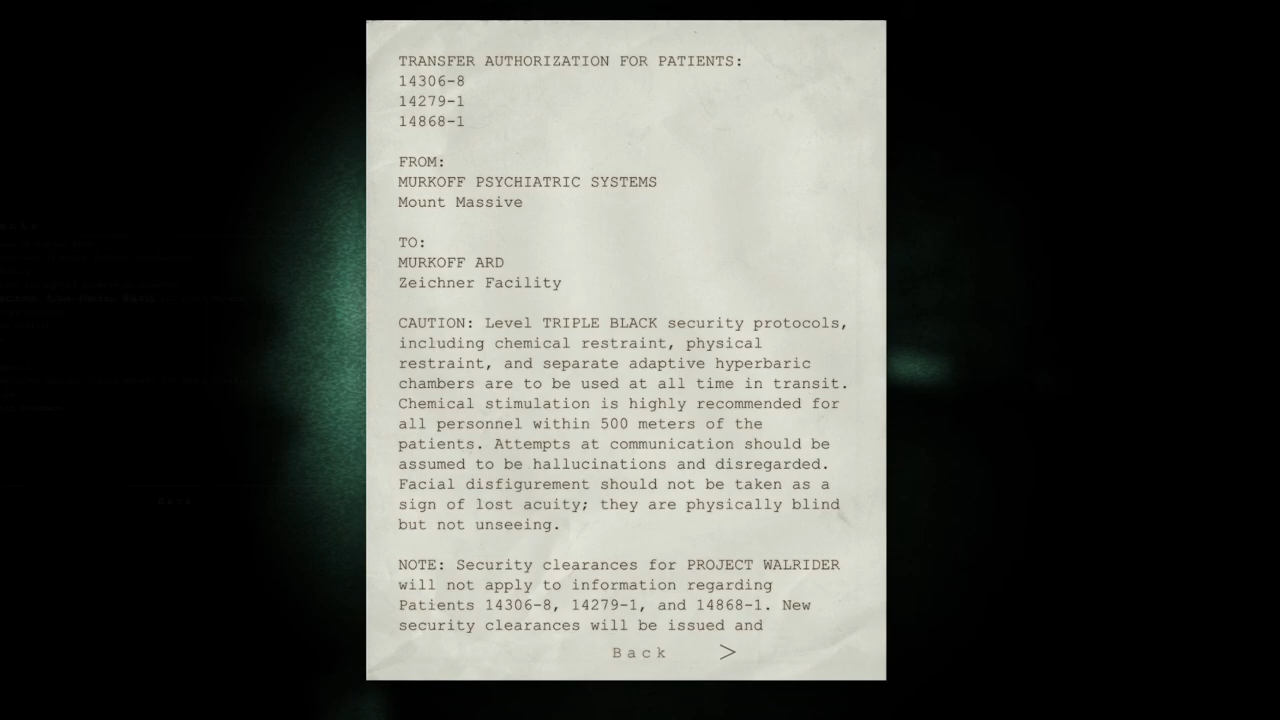 TRANSFER AUTHORIZATION FOR PATIENTS:
14306-8
14279-1
14868-1
FROM:
MURKOFF PSYCHIATRIC SYSTEMS
Mount Massive
TO:
MURKOFF ARD
Zeichner Facility
CAUTION: Level TRIPLE BLACK security protocols,
including chemical restraint, physical
restraint, and separate adaptive hyperbaric
chambers are to be used at all time in transit.
Chemical stimulation is highly recommended for
all personnel within 500 meters of the
patients. Attempts at communication should be
assumed to be hallucinations and disregarded.
Facial disfigurement should not be taken as a
sign of lost acuity; they are physically blind
but not unseeing.
NOTE: Security clearances for PROJECT WALRIDER
will not apply to information regarding
Patients 14306-8, 14279-1, and 14868-1. New
security clearances will be issued and
Back >